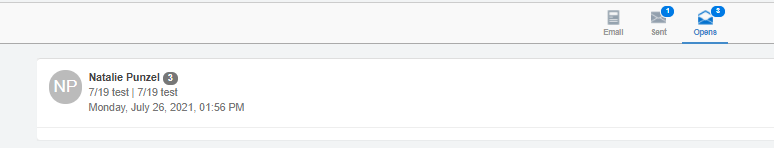 1 3
Email Sent Opens
NP
Natalie Punzel 3
7/19 test | 7/19 test
Monday, July 26, 2021, 01:56 PM